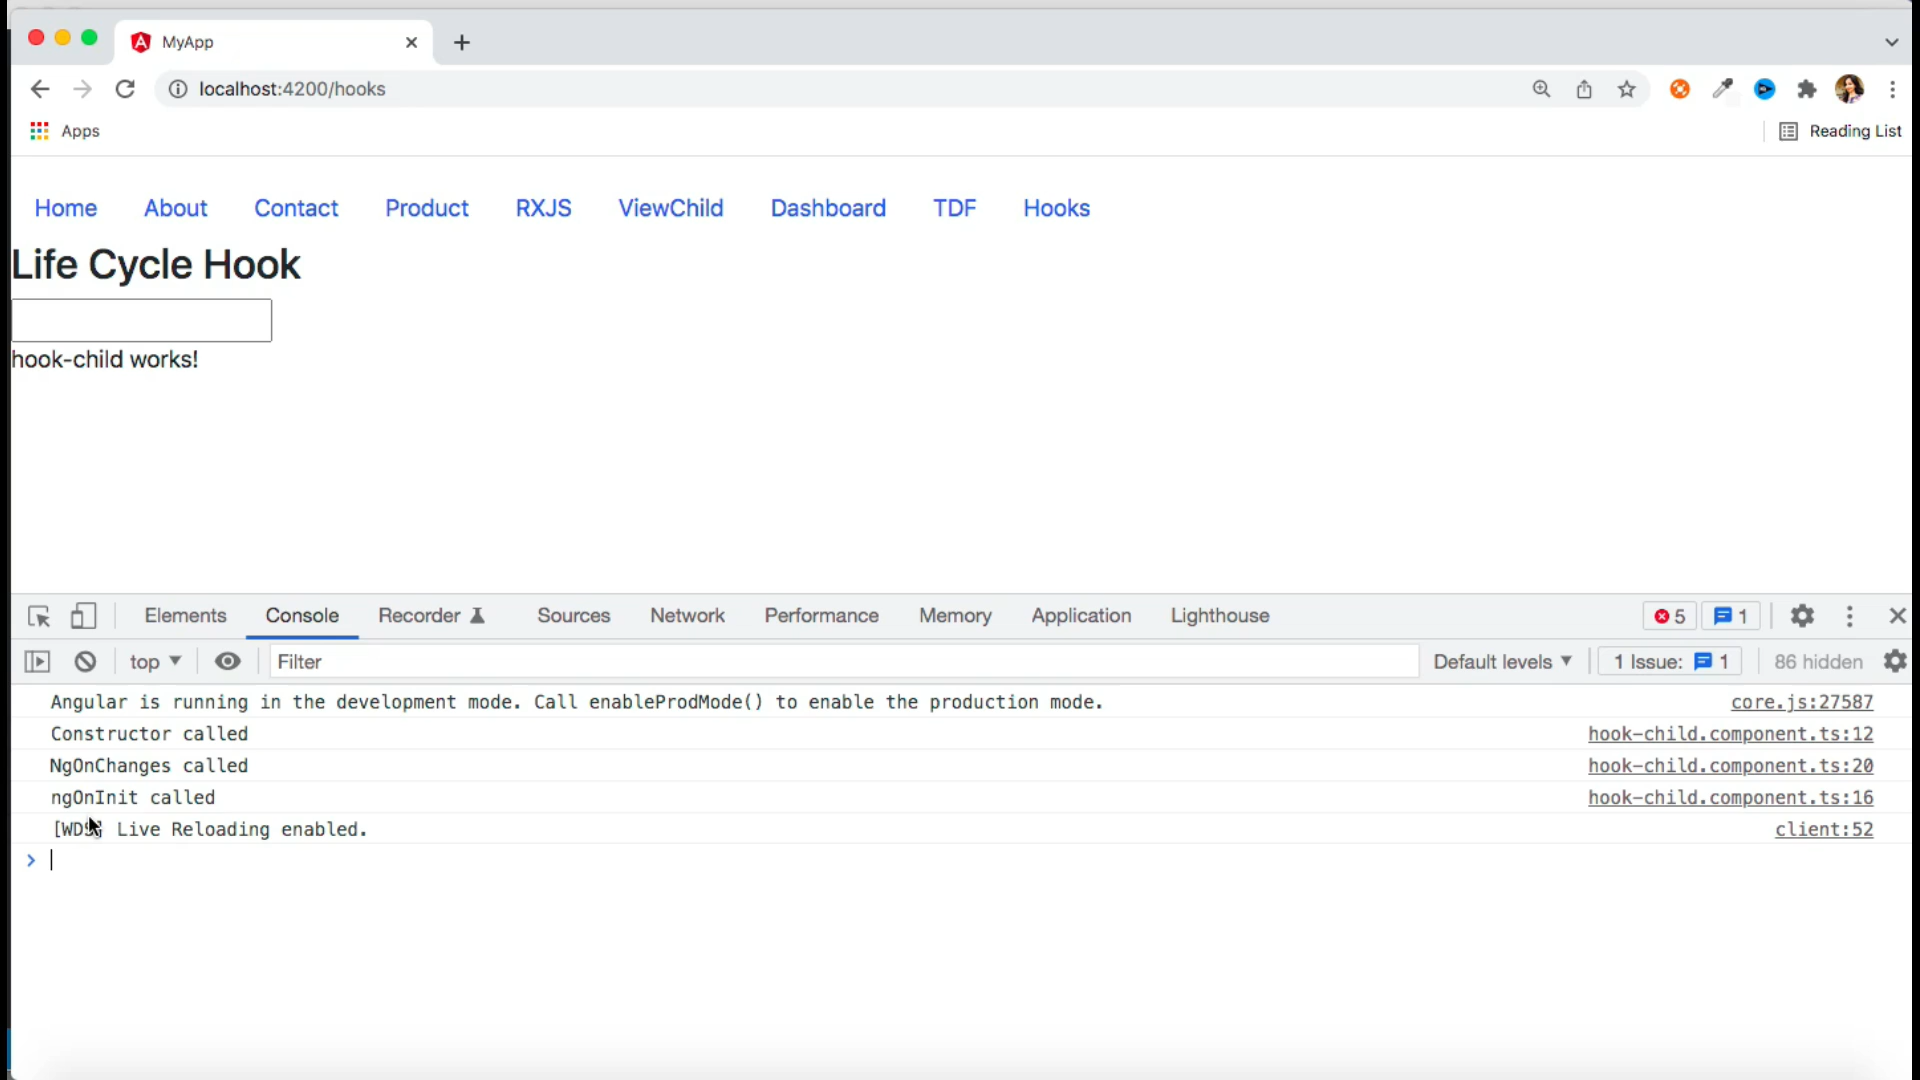 MyApp
localhost:4200/hooks
Apps
Reading List
Home About Contact Product RXJS ViewChild Dashboard TDF Hooks
Life Cycle Hook
hook-child works!
Elements Console Recorder Sources Network Performance Memory Application Lighthouse 5 1
top Filter Default levels 1 Issue: 1 86 hidden
Angular is running in the development mode. Call enableProdMode() to enable the production mode. core.js:27587
Constructor called hook-child.component.ts:12
NgOnChanges called hook-child.component.ts:20
ngOnInit called hook-child.component.ts:16
[WDS] Live Reloading enabled. client:52